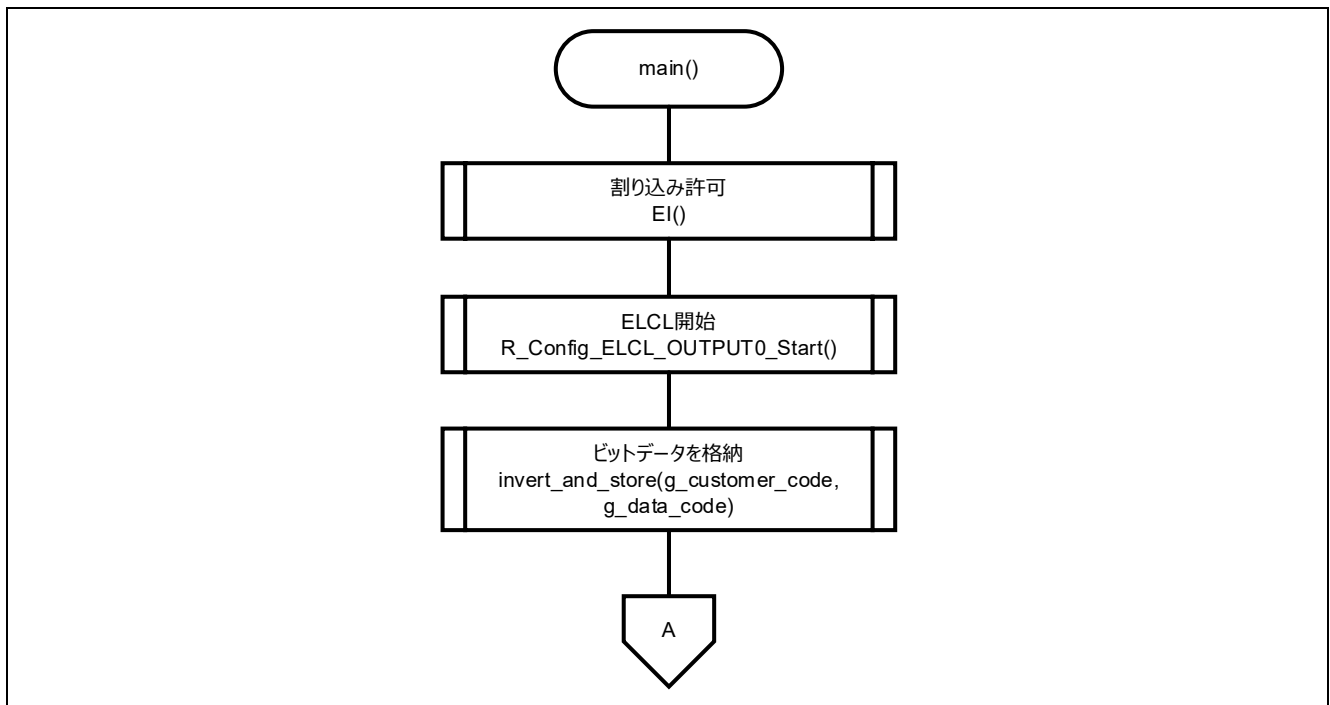 main()
割り込み許可
EI()
ELCL開始
R_Config_ELCL_OUTPUT0_Start()
ビットデータを格納
invert_and_store(g_customer_code,
g_data_code)
A